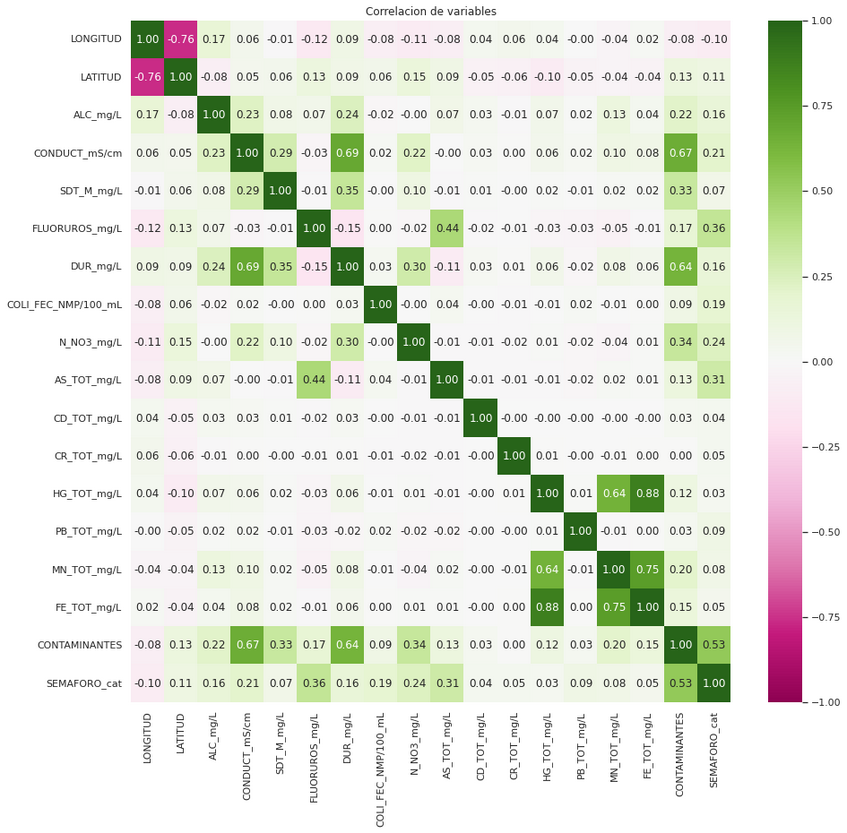 Correlacion de variables
LONGITUD 1.00 -0.76 0.17 0.06 -0.01 -0.12 0.09 -0.08 -0.11 -0.08 0.04 0.06 0.04 -0.00 -0.04 0.02 -0.08 -0.10
LATITUD -0.76 1.00 -0.08 0.05 0.06 0.13 0.09 0.06 0.15 0.09 -0.05 -0.06 -0.10 -0.05 -0.04 -0.04 0.13 0.11
ALC_mg/L 0.17 -0.08 1.00 0.23 0.08 0.07 0.24 -0.02 -0.00 0.07 0.03 -0.01 0.07 0.02 0.13 0.04 0.22 0.16
CONDUCT_mS/cm 0.06 0.05 0.23 1.00 0.29 -0.03 0.69 0.02 0.22 -0.00 0.03 0.00 0.06 0.02 0.10 0.08 0.67 0.21
SDT_M_mg/L -0.01 0.06 0.08 0.29 1.00 -0.01 0.35 -0.00 0.10 -0.01 0.01 -0.00 0.02 -0.01 0.02 0.02 0.33 0.07
FLUORUROS_mg/L -0.12 0.13 0.07 -0.03 -0.01 1.00 -0.15 0.00 -0.02 0.44 -0.02 -0.01 -0.03 -0.03 -0.05 -0.01 0.17 0.36
DUR_mg/L 0.09 0.09 0.24 0.69 0.35 -0.15 1.00 0.03 0.30 -0.11 0.03 0.01 0.06 -0.02 0.08 0.06 0.64 0.16
COLI_FEC_NMP/100_mL -0.08 0.06 -0.02 0.02 -0.00 0.00 0.03 1.00 -0.00 0.04 -0.00 -0.01 -0.01 0.02 -0.01 0.00 0.09 0.19
N_NO3_mg/L -0.11 0.15 -0.00 0.22 0.10 -0.02 0.30 -0.00 1.00 -0.01 -0.01 -0.02 0.01 -0.02 -0.04 0.01 0.34 0.24
AS_TOT_mg/L -0.08 0.09 0.07 -0.00 -0.01 0.44 -0.11 0.04 -0.01 1.00 -0.01 -0.01 -0.01 -0.02 0.02 0.01 0.13 0.31
CD_TOT_mg/L 0.04 -0.05 0.03 0.03 0.01 -0.02 0.03 -0.00 -0.01 -0.01 1.00 -0.00 -0.00 -0.00 -0.00 -0.00 0.03 0.04
CR_TOT_mg/L 0.06 -0.06 -0.01 0.00 -0.00 -0.01 0.01 -0.01 -0.02 -0.01 -0.00 1.00 0.01 -0.00 -0.01 0.00 0.00 0.05
HG_TOT_mg/L 0.04 -0.10 0.07 0.06 0.02 -0.03 0.06 -0.01 0.01 -0.01 -0.00 0.01 1.00 0.01 0.64 0.88 0.12 0.03
PB_TOT_mg/L -0.00 -0.05 0.02 0.02 -0.01 -0.03 -0.02 0.02 -0.02 -0.02 -0.00 -0.00 0.01 1.00 -0.01 0.00 0.03 0.09
MN_TOT_mg/L -0.04 -0.04 0.13 0.10 0.02 -0.05 0.08 -0.01 -0.04 0.02 -0.00 -0.01 0.64 -0.01 1.00 0.75 0.20 0.08
FE_TOT_mg/L 0.02 -0.04 0.04 0.08 0.02 -0.01 0.06 0.00 0.01 0.01 -0.00 0.00 0.88 0.00 0.75 1.00 0.15 0.05
CONTAMINANTES -0.08 0.13 0.22 0.67 0.33 0.17 0.64 0.09 0.34 0.13 0.03 0.00 0.12 0.03 0.20 0.15 1.00 0.53
SEMAFORO_cat -0.10 0.11 0.16 0.21 0.07 0.36 0.16 0.19 0.24 0.31 0.04 0.05 0.03 0.09 0.08 0.05 0.53 1.00
LONGITUD
LATITUD
ALC_mg/L
CONDUCT_mS/cm
SDT_M_mg/L
FLUORUROS_mg/L
DUR_mg/L
COLI_FEC_NMP/100_mL
N_NO3_mg/L
AS_TOT_mg/L
CD_TOT_mg/L
CR_TOT_mg/L
HG_TOT_mg/L
PB_TOT_mg/L
MN_TOT_mg/L
FE_TOT_mg/L
CONTAMINANTES
SEMAFORO_cat
1.00
0.75
0.50
0.25
0.00
−0.25
−0.50
−0.75
−1.00